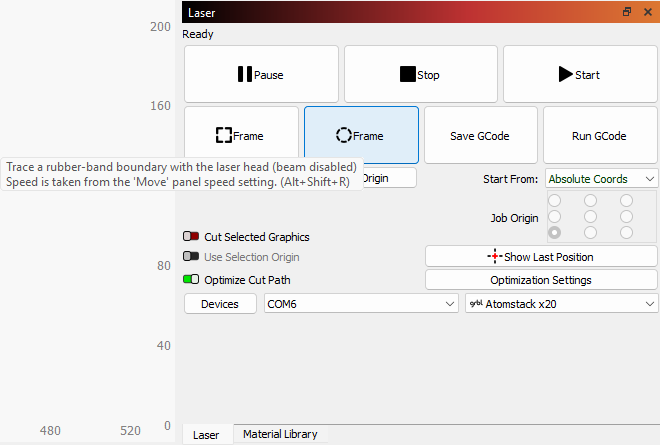 Laser
200
Ready
Pause
Stop
Start
160
Frame
Frame
Save GCode
Run GCode
Trace a rubber-band boundary with the laser head (beam disabled)
Speed is taken from the 'Move' panel speed setting. (Alt+Shift+R)
Origin
Start From:
Absolute Coords
Job Origin
Cut Selected Graphics
Use Selection Origin
Show Last Position
80
Optimize Cut Path
Optimization Settings
Devices
COM6
grbl Atomstack x20
40
0
480
520
Laser
Material Library